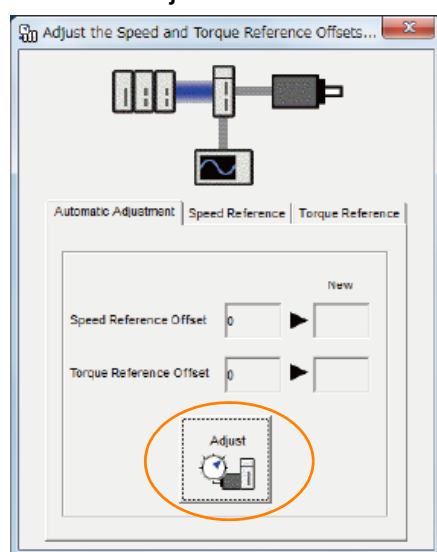 Adjust the Speed and Torque Reference Offsets...
Automatic Adjustment Speed Reference Torque Reference
New
Speed Reference Offset 0
Torque Reference Offset 0
Adjust